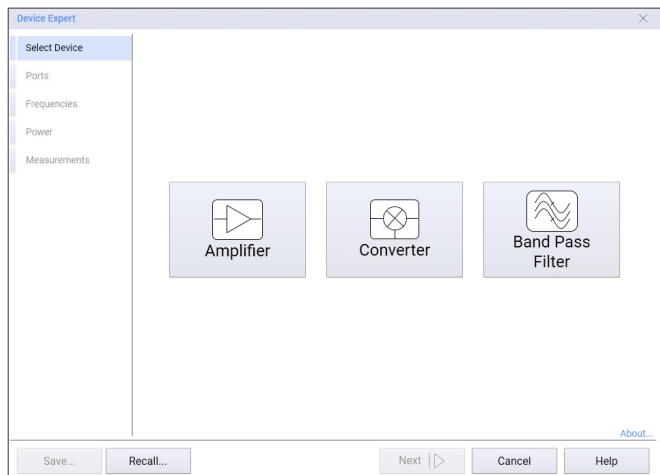 Device Expert
Select Device
Ports
Frequencies
Power
Measurements
Amplifier
Converter
Band Pass
Filter
About...
Save...
Recall...
Next
Cancel
Help